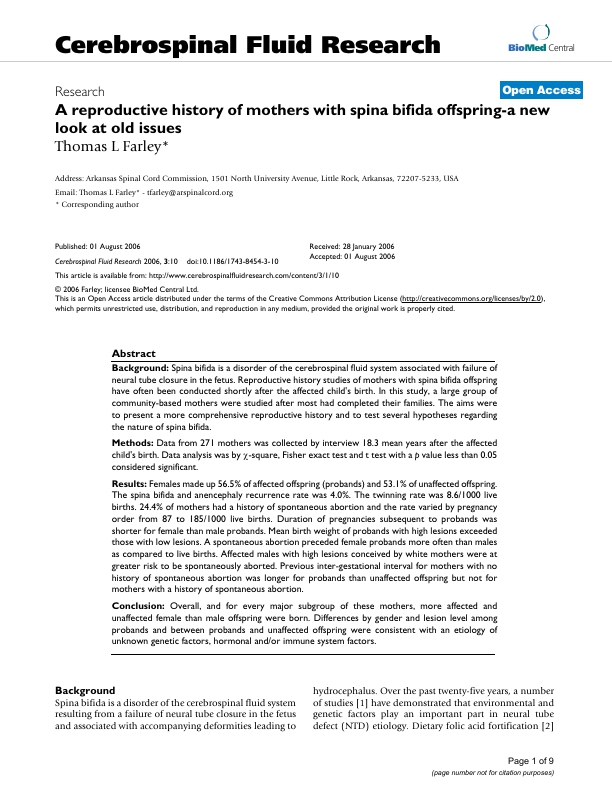 Cerebrospinal Fluid Research
BioMed Central
Research
Open Access
A reproductive history of mothers with spina bifida offspring-a new
look at old issues
Thomas L Farley*
Address: Arkansas Spinal Cord Commission, 1501 North University Avenue, Little Rock, Arkansas, 72207-5233, USA
Email: Thomas L Farley* - tfarley@arspinalcord.org
* Corresponding author
Published: 01 August 2006
Cerebrospinal Fluid Research 2006, 3:10 doi:10.1186/1743-8454-3-10
Received: 28 January 2006
Accepted: 01 August 2006
This article is available from: http://www.cerebrospinalfluidresearch.com/content/3/1/10
© 2006 Farley; licensee BioMed Central Ltd.
This is an Open Access article distributed under the terms of the Creative Commons Attribution License (http://creativecommons.org/licenses/by/2.0),
which permits unrestricted use, distribution, and reproduction in any medium, provided the original work is properly cited.
Abstract
Background: Spina bifida is a disorder of the cerebrospinal fluid system associated with failure of
neural tube closure in the fetus. Reproductive history studies of mothers with spina bifida offspring
have often been conducted shortly after the affected child's birth. In this study, a large group of
community-based mothers were studied after most had completed their families. The aims were
to present a more comprehensive reproductive history and to test several hypotheses regarding
the nature of spina bifida.
Methods: Data from 271 mothers was collected by interview 18.3 mean years after the affected
child's birth. Data analysis was by χ-square, Fisher exact test and t test with a p value less than 0.05
considered significant.
Results: Females made up 56.5% of affected offspring (probands) and 53.1% of unaffected offspring.
The spina bifida and anencephaly recurrence rate was 4.0%. The twinning rate was 8.6/1000 live
births. 24.4% of mothers had a history of spontaneous abortion and the rate varied by pregnancy
order from 87 to 185/1000 live births. Duration of pregnancies subsequent to probands was
shorter for female than male probands. Mean birth weight of probands with high lesions exceeded
those with low lesions. A spontaneous abortion preceded female probands more often than males
as compared to live births. Affected males with high lesions conceived by white mothers were at
greater risk to be spontaneously aborted. Previous inter-gestational interval for mothers with no
history of spontaneous abortion was longer for probands than unaffected offspring but not for
mothers with a history of spontaneous abortion.
Conclusion: Overall, and for every major subgroup of these mothers, more affected and
unaffected female than male offspring were born. Differences by gender and lesion level among
probands and between probands and unaffected offspring were consistent with an etiology of
unknown genetic factors, hormonal and/or immune system factors.
Background
Spina bifida is a disorder of the cerebrospinal fluid system
resulting from a failure of neural tube closure in the fetus
and associated with accompanying deformities leading to
hydrocephalus. Over the past twenty-five years, a number
of studies [1] have demonstrated that environmental and
genetic factors play an important part in neural tube
defect (NTD) etiology. Dietary folic acid fortification [2]
Page 1 of 9
(page number not for citation purposes)